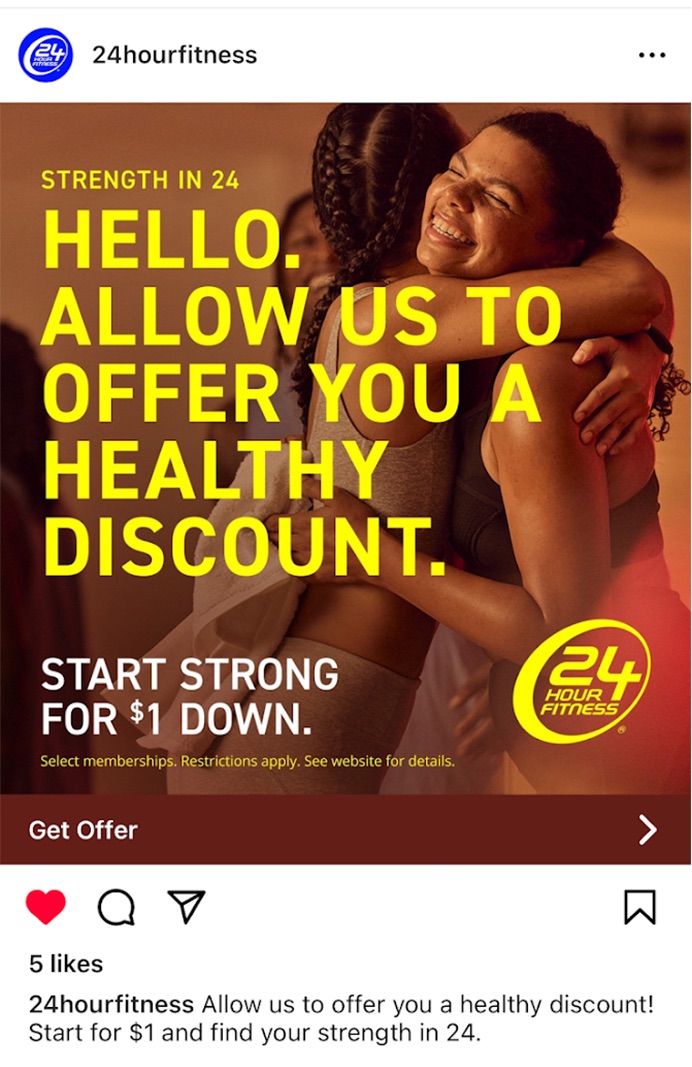 24
HOUR
FITNESS
24hourfitness
STRENGTH IN 24
HELLO.
ALLOW US TO
OFFER YOU A
HEALTHY
DISCOUNT.
START STRONG
FOR $1 DOWN.
24
HOUR
FITNESS
®
Select memberships. Restrictions apply. See website for details.
Get Offer
5 likes
24hourfitness Allow us to offer you a healthy discount!
Start for $1 and find your strength in 24.